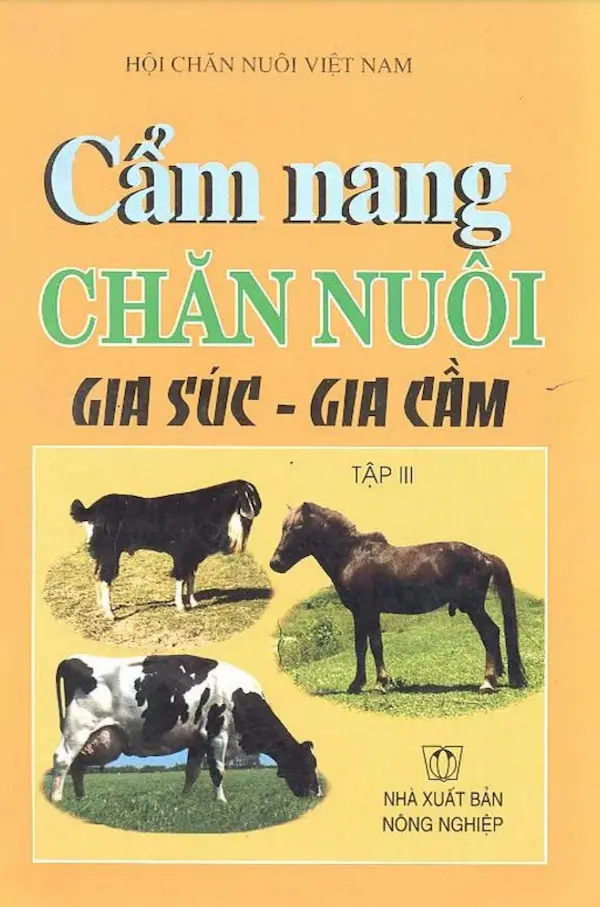 HỘI CHĂN NUÔI VIỆT NAM
Cẩm nang
CHĂN NUÔI
GIA SÚC - GIA CẦM
TẬP III
NHÀ XUẤT BẢN
NÔNG NGHIỆP